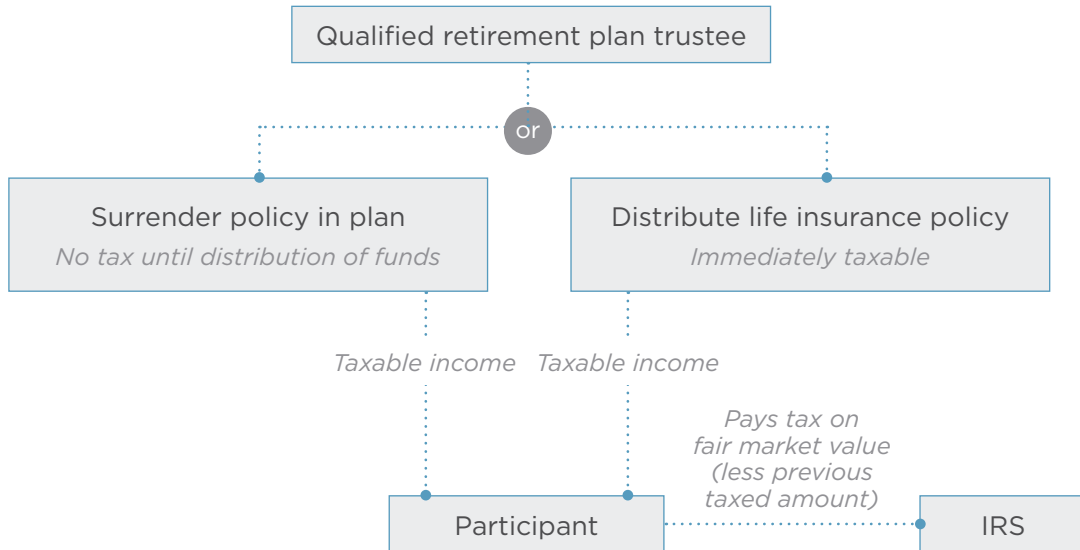 Qualified retirement plan trustee
or
Surrender policy in plan
No tax until distribution of funds
Distribute life insurance policy
Immediately taxable
Taxable income
Taxable income
Pays tax on
fair market value
(less previous
taxed amount)
Participant
IRS